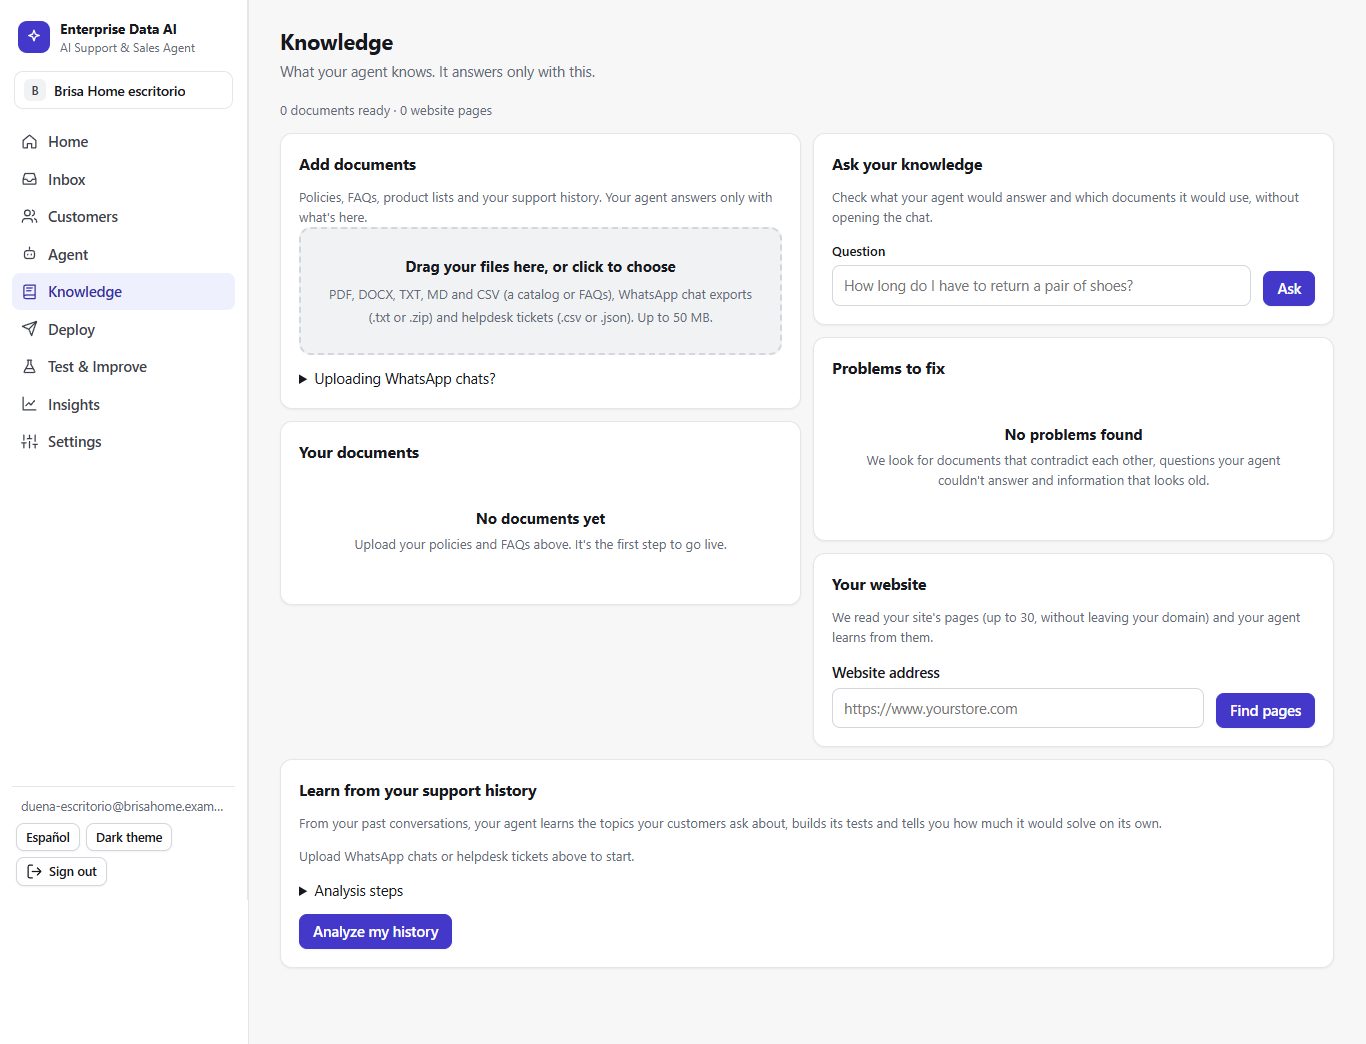 Enterprise Data AI
AI Support & Sales Agent
B Brisa Home escritorio
Home
Inbox
Customers
Agent
Knowledge
Deploy
Test & Improve
Insights
Settings
duena-escritorio@brisahome.exam...
Español Dark theme
Sign out
Knowledge
What your agent knows. It answers only with this.
0 documents ready · 0 website pages
Add documents
Policies, FAQs, product lists and your support history. Your agent answers only with
what's here.
Drag your files here, or click to choose
PDF, DOCX, TXT, MD and CSV (a catalog or FAQs), WhatsApp chat exports
(.txt or .zip) and helpdesk tickets (.csv or .json). Up to 50 MB.
Uploading WhatsApp chats?
Your documents
No documents yet
Upload your policies and FAQs above. It's the first step to go live.
Ask your knowledge
Check what your agent would answer and which documents it would use, without
opening the chat.
Question
How long do I have to return a pair of shoes?
Ask
Problems to fix
No problems found
We look for documents that contradict each other, questions your agent
couldn't answer and information that looks old.
Your website
We read your site's pages (up to 30, without leaving your domain) and your agent
learns from them.
Website address
https://www.yourstore.com
Find pages
Learn from your support history
From your past conversations, your agent learns the topics your customers ask about, builds its tests and tells you how much it would solve on its own.
Upload WhatsApp chats or helpdesk tickets above to start.
Analysis steps
Analyze my history